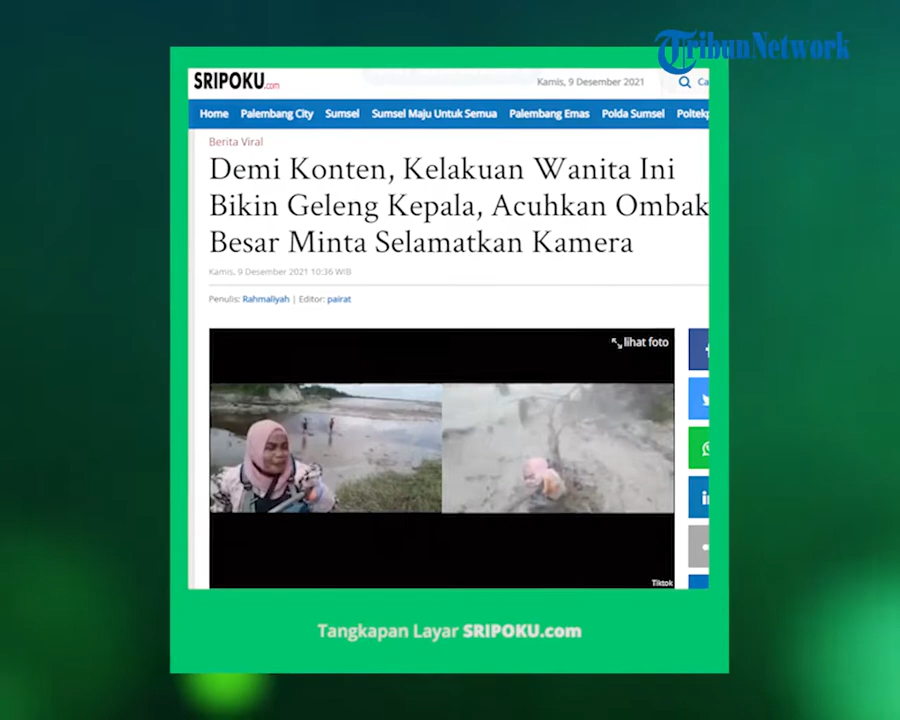 TribunNetwork
SRIPOKU.com
Kamis, 9 Desember 2021
Ca
Home Palembang City Sumsel Sumsel Maju Untuk Semua Palembang Emas Polda Sumsel Poltekp
Berita Viral
Demi Konten, Kelakuan Wanita Ini
Bikin Geleng Kepala, Acuhkan Ombak
Besar Minta Selamatkan Kamera
Kamis, 9 Desember 2021 10:36 WIB
Penulis: Rahmaliyah | Editor: pairat
lihat foto
Tiktok
Tangkapan Layar SRIPOKU.com